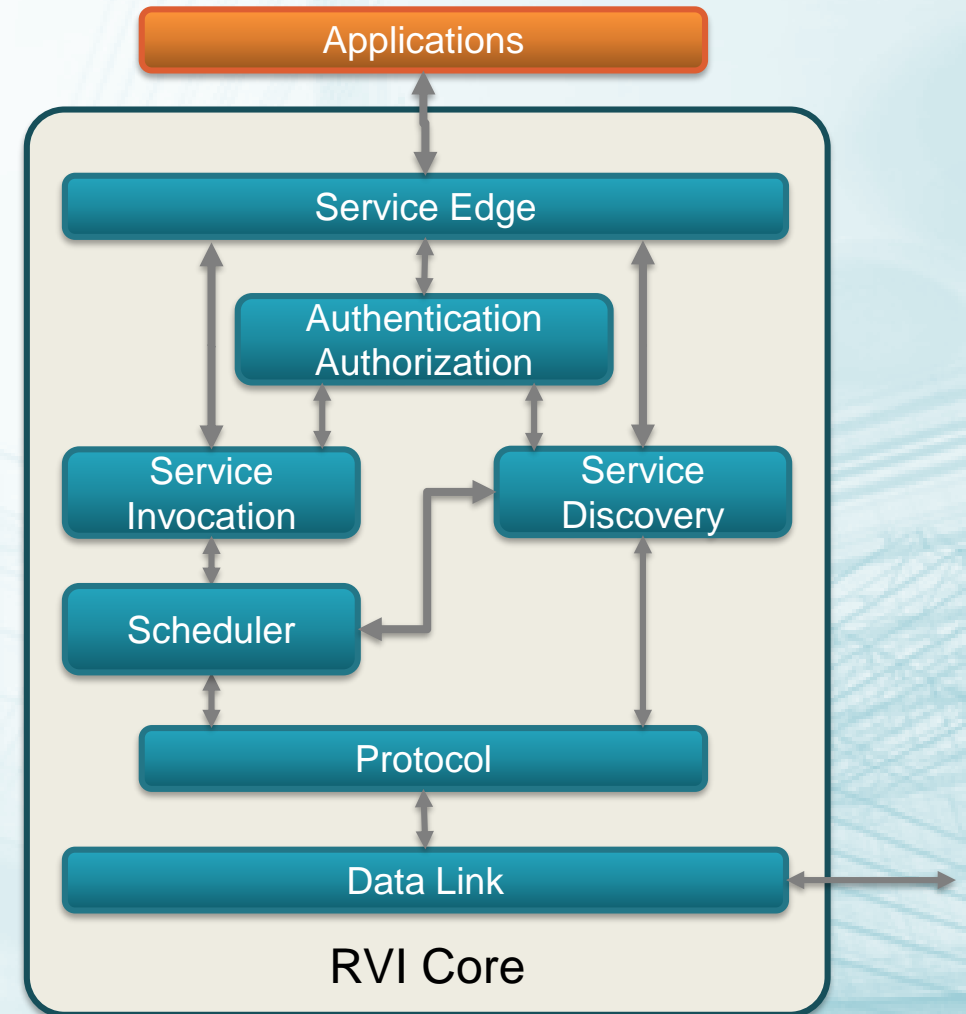 Applications
Service Edge
Authentication
Authorization
Service
Invocation
Service
Discovery
Scheduler
Protocol
Data Link
RVI Core